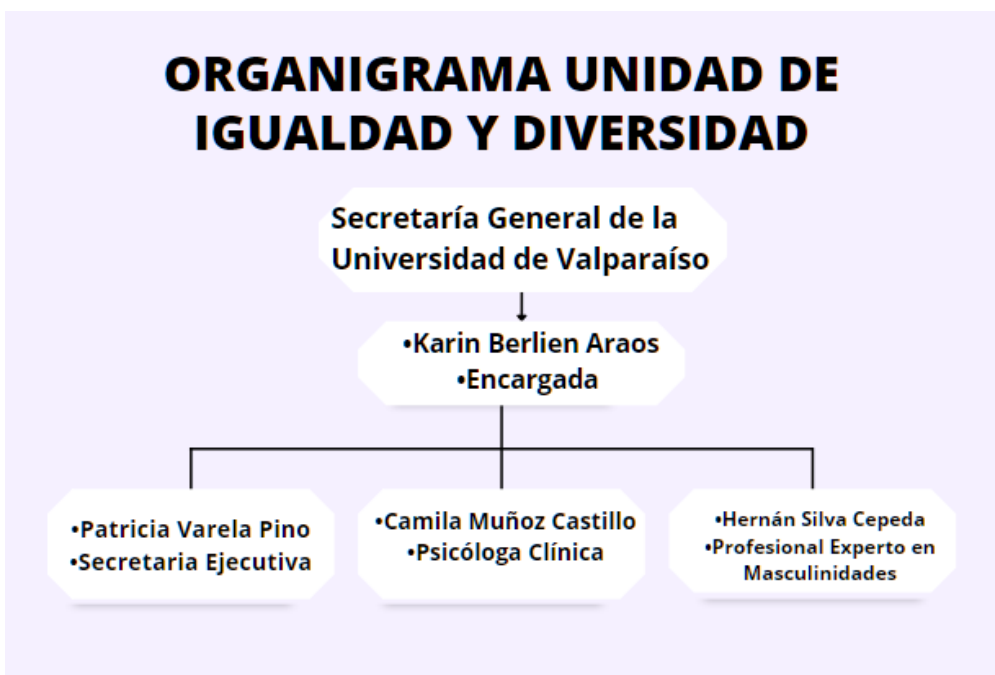 ORGANIGRAMA UNIDAD DE
IGUALDAD Y DIVERSIDAD
Secretaría General de la
Universidad de Valparaíso
•Karin Berlien Araos
•Encargada
•Patricia Varela Pino
•Secretaria Ejecutiva
•Camila Muñoz Castillo
•Psicóloga Clínica
•Hernán Silva Cepeda
•Profesional Experto en
Masculinidades